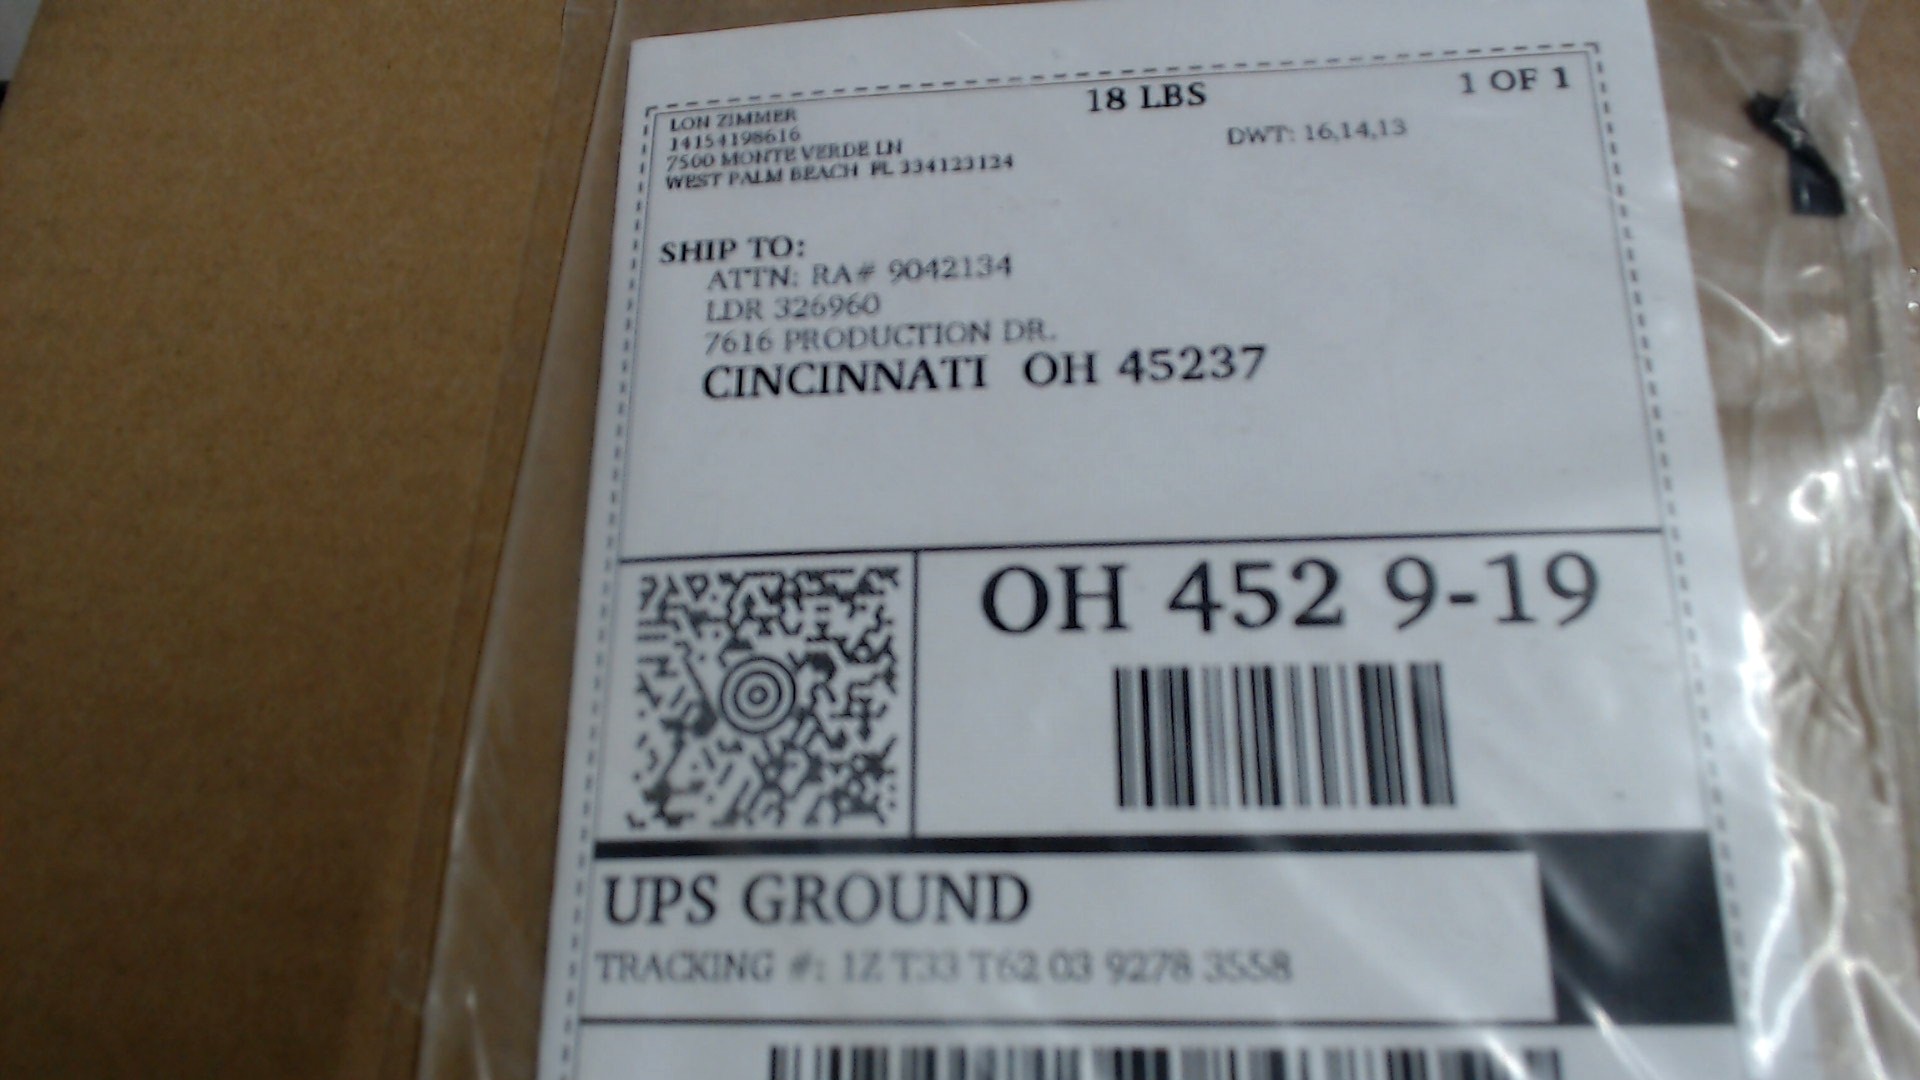 LON ZIMMER
14154198616
7500 MONTE VERDE LN
WEST PALM BEACH FL 334123124
18 LBS
1 OF 1
DWT: 16,14,13
SHIP TO:
ATTN: RA# 9042134
LDR 326960
7616 PRODUCTION DR.
CINCINNATI OH 45237
OH 452 9-19
UPS GROUND
TRACKING #: 1Z T33 T62 03 9278 3558